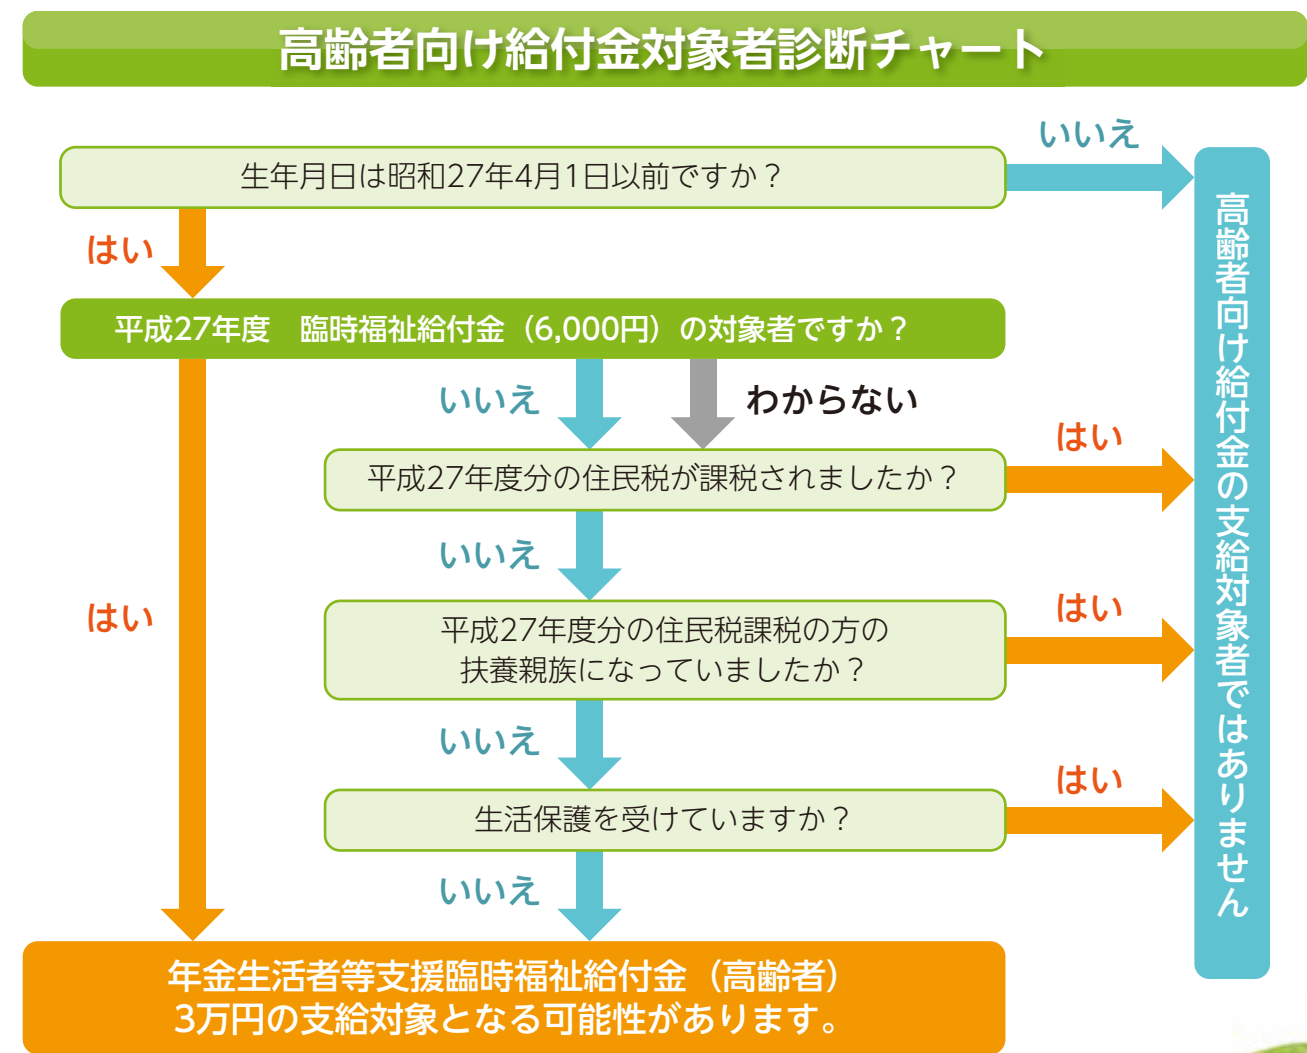 高齢者向け給付金対象者診断チャート
いいえ
生年月日は昭和27年4月1日以前ですか？
はい
平成27年度　臨時福祉給付金（6,000円）の対象者ですか？
いいえ
わからない
はい
平成27年度分の住民税が課税されましたか？
いいえ
はい
はい
平成27年度分の住民税課税の方の
扶養親族になっていましたか？
いいえ
はい
生活保護を受けていますか？
いいえ
高齢者向け給付金の支給対象者ではありません
年金生活者等支援臨時福祉給付金（高齢者）
3万円の支給対象となる可能性があります。